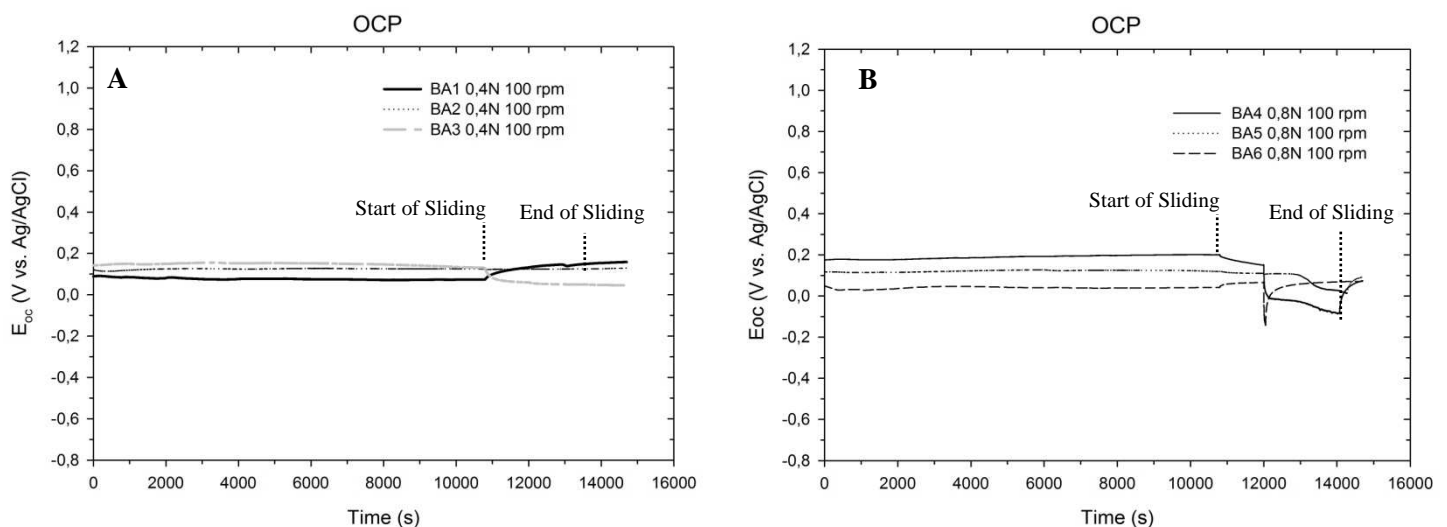 OCP
A
BA1 0,4N 100 rpm
BA2 0,4N 100 rpm
BA3 0,4N 100 rpm
Start of Sliding
End of Sliding
E_oc (V vs. Ag/AgCl)
1,2
1,0
0,8
0,6
0,4
0,2
0,0
-0,2
-0,4
-0,6
-0,8
0 2000 4000 6000 8000 10000 12000 14000 16000
Time (s)
OCP
B
BA4 0,8N 100 rpm
BA5 0,8N 100 rpm
BA6 0,8N 100 rpm
Start of Sliding
End of Sliding
Eoc (V vs. Ag/AgCl)
1,2
1,0
0,8
0,6
0,4
0,2
0,0
-0,2
-0,4
-0,6
-0,8
0 2000 4000 6000 8000 10000 12000 14000 16000
Time (s)